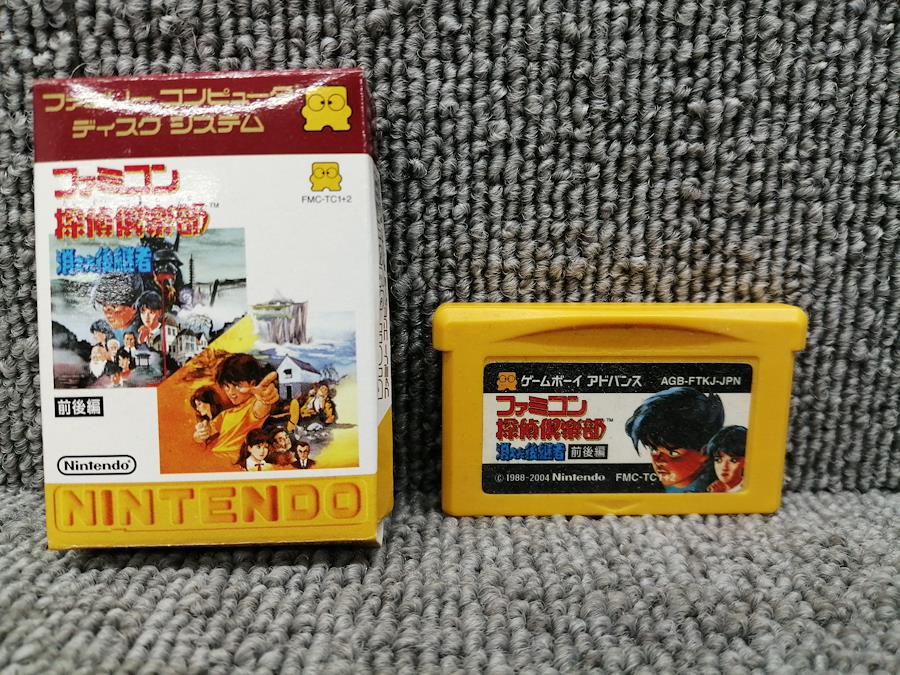 ファミリー コンピュータ
ディスク システム
FMC-TC1+2
ファミコン
探偵倶楽部™
消えた後継者
前後編
Nintendo®
NINTENDO
ゲームボーイ アドバンス AGB-FTKJ-JPN
ファミコン
探偵倶楽部™
消えた後継者 前後編
© 1988-2004 Nintendo FMC-TC1+2